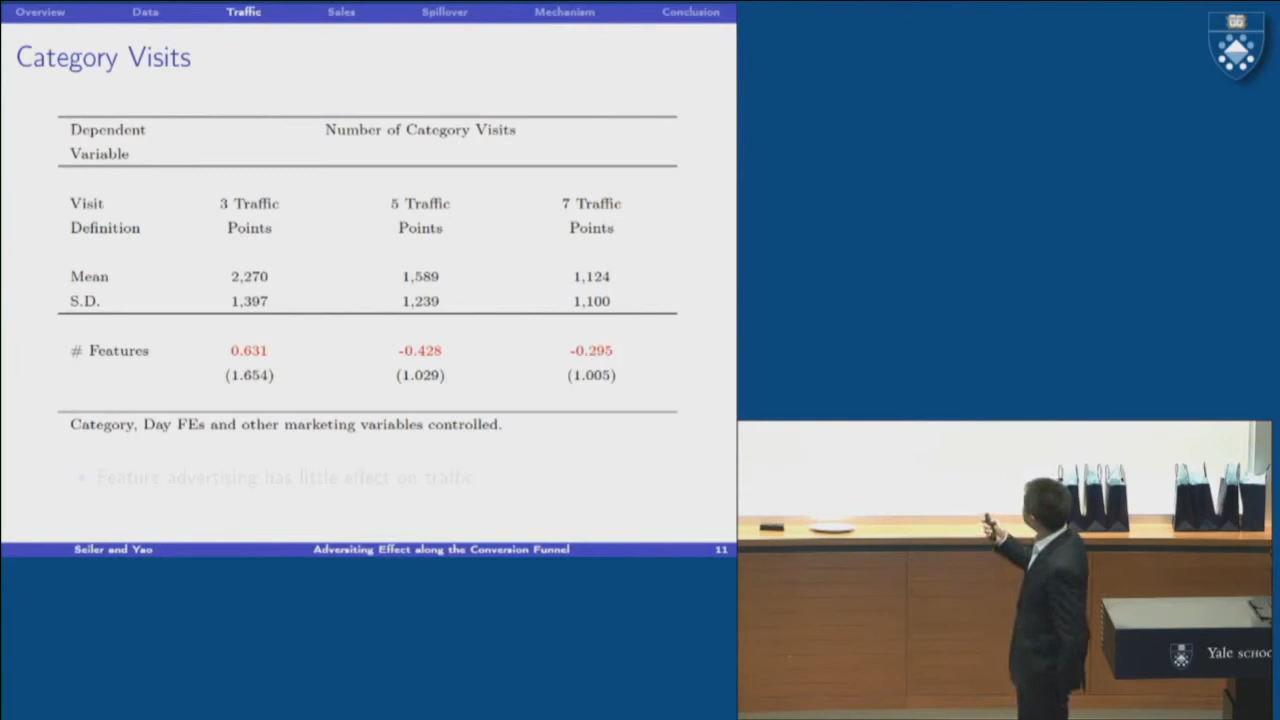 Overview Data Traffic Sales Spillover Mechanism Conclusion
Category Visits
Dependent Number of Category Visits
Variable
Visit 3 Traffic 5 Traffic 7 Traffic
Definition Points Points Points
Mean 2,270 1,589 1,124
S.D. 1,397 1,239 1,100
# Features 0.631 -0.428 -0.295
(1.654) (1.029) (1.005)
Category, Day FEs and other marketing variables controlled.
• Feature advertising has little effect on traffic
Seiler and Yao Adversiting Effect along the Conversion Funnel 11
Yale SCHOO